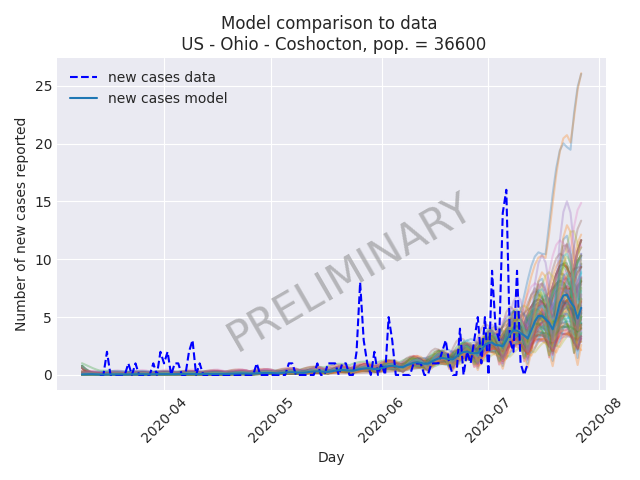 Model comparison to data
US - Ohio - Coshocton, pop. = 36600
new cases data
new cases model
PRELIMINARY
Number of new cases reported
25
20
15
10
5
0
2020-04
2020-05
2020-06
2020-07
2020-08
Day